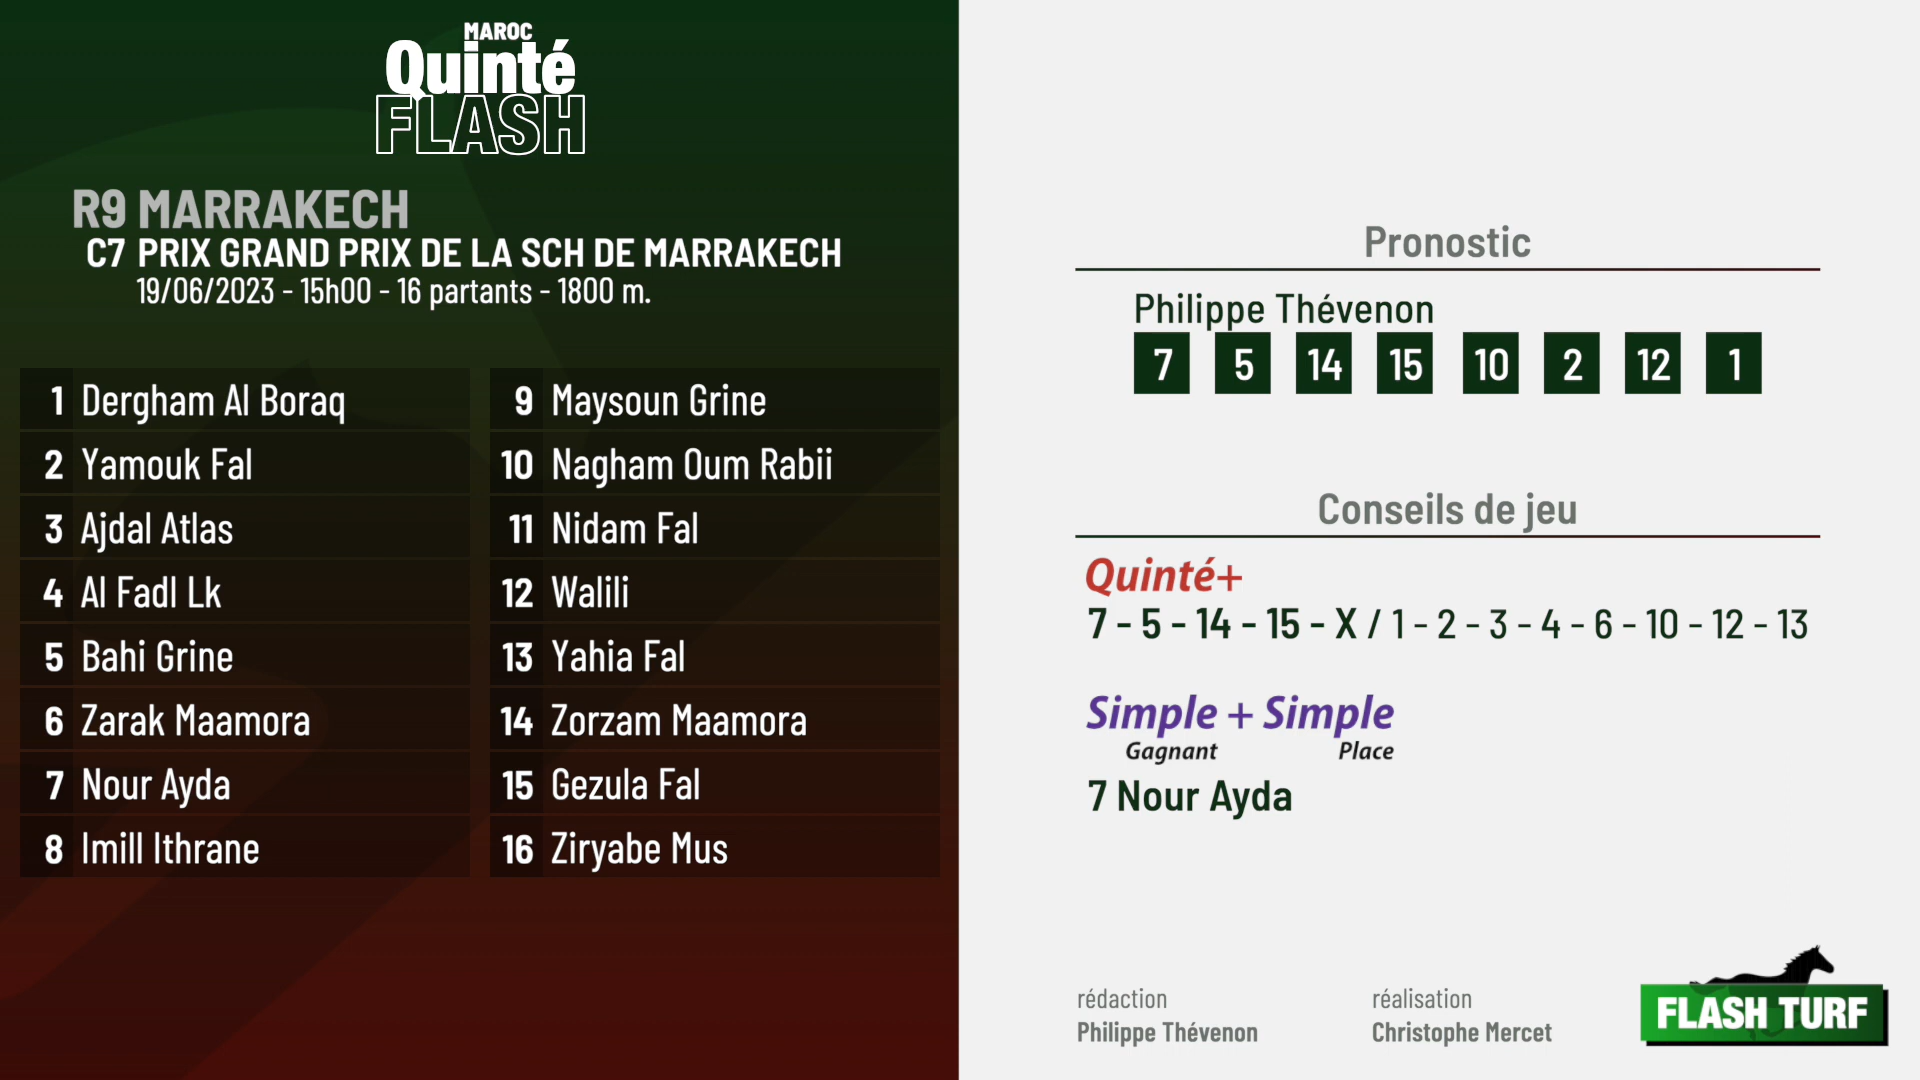 MAROC
Quinté
FLASH
R9 MARRAKECH
C7 PRIX GRAND PRIX DE LA SCH DE MARRAKECH
19/06/2023 - 15h00 - 16 partants - 1800 m.
1 Dergham Al Boraq
2 Yamouk Fal
3 Ajdal Atlas
4 Al Fadl Lk
5 Bahi Grine
6 Zarak Maamora
7 Nour Ayda
8 Imill Ithrane
9 Maysoun Grine
10 Nagham Oum Rabii
11 Nidam Fal
12 Walili
13 Yahia Fal
14 Zorzam Maamora
15 Gezula Fal
16 Ziryabe Mus
Pronostic
Philippe Thévenon
7 5 14 15 10 2 12 1
Conseils de jeu
Quinté+
7 - 5 - 14 - 15 - X / 1 - 2 - 3 - 4 - 6 - 10 - 12 - 13
Simple + Simple
Gagnant Place
7 Nour Ayda
rédaction
Philippe Thévenon
réalisation
Christophe Mercet
FLASH TURF